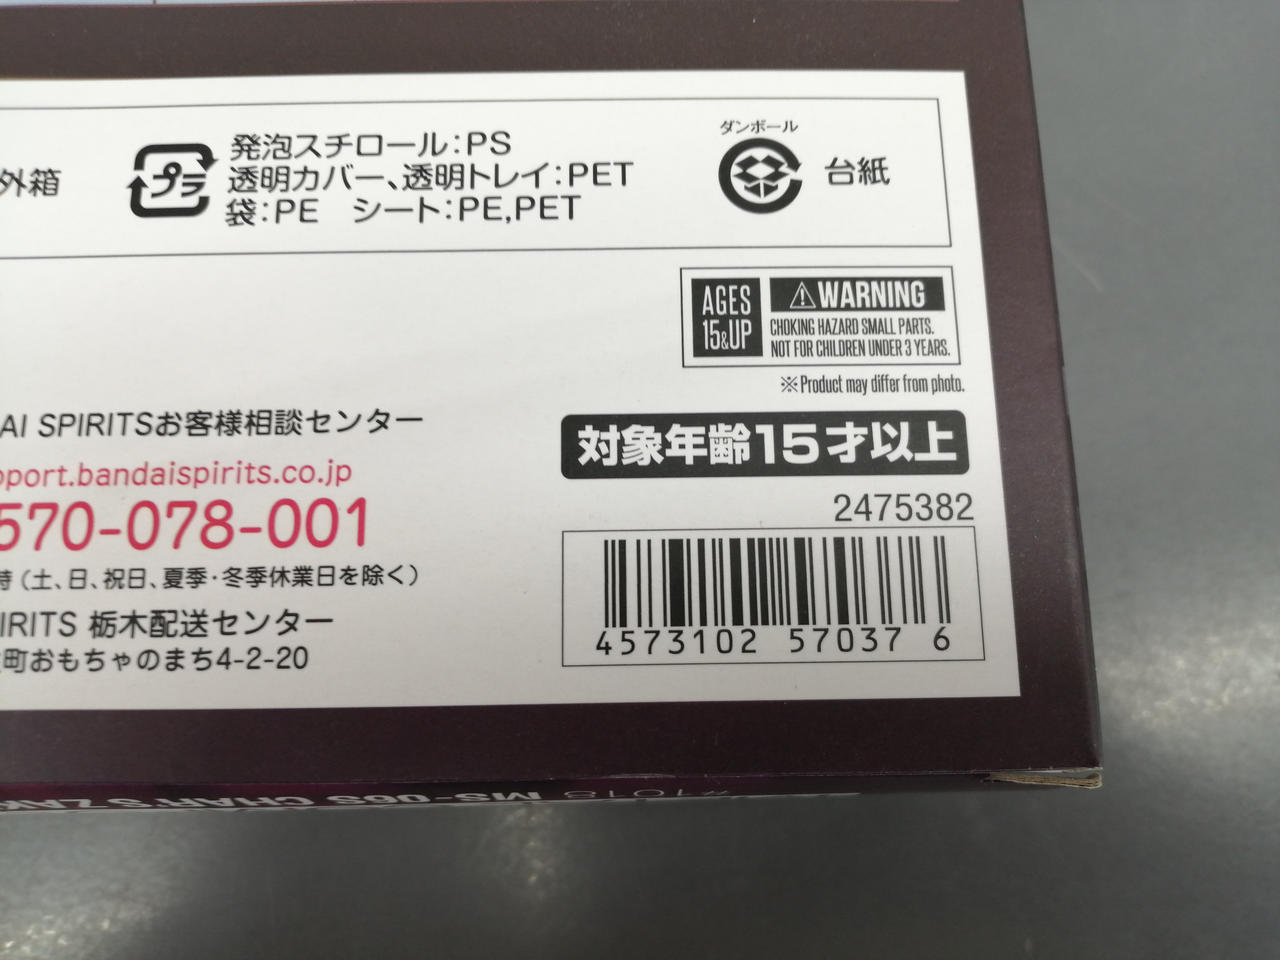 外箱
プラ
発泡スチロール:PS
透明カバー、透明トレイ:PET
袋:PE シート:PE,PET
ダンボール
台紙
AGES
15&UP
⚠WARNING
CHOKING HAZARD SMALL PARTS.
NOT FOR CHILDREN UNDER 3 YEARS.
※Product may differ from photo.
対象年齢15才以上
2475382
4573102 57037 6
AI SPIRITSお客様相談センター
pport.bandaispirits.co.jp
570-078-001
時(土、日、祝日、夏季・冬季休業日を除く)
IRITS 栃木配送センター
町おもちゃのまち4-2-20
MS-06S CHAR'S